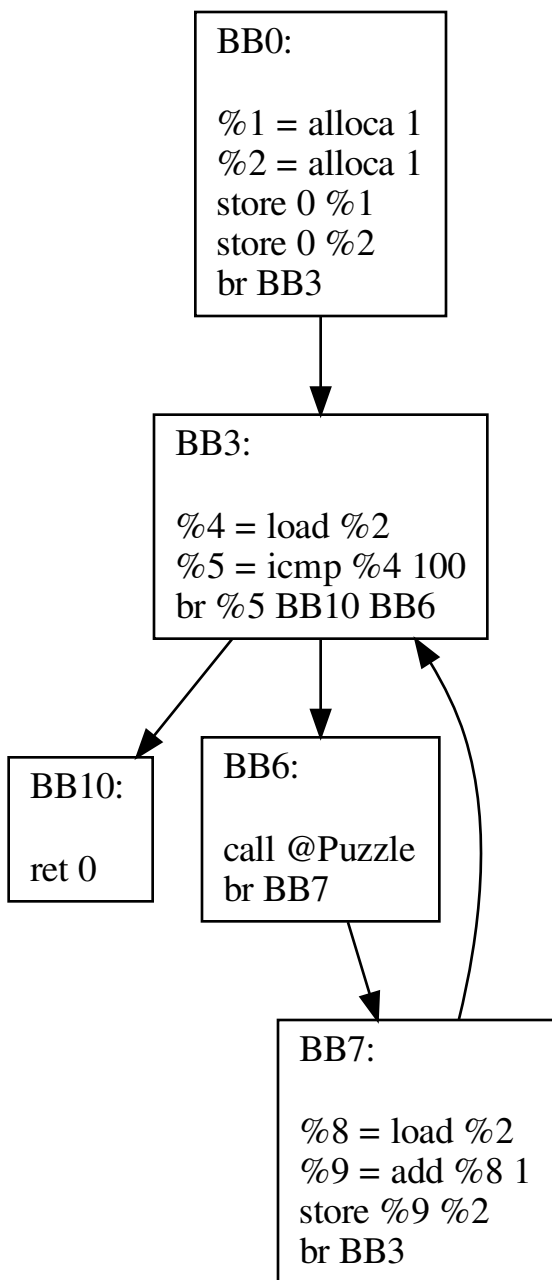 BB0:
%1 = alloca 1
%2 = alloca 1
store 0 %1
store 0 %2
br BB3
BB3:
%4 = load %2
%5 = icmp %4 100
br %5 BB10 BB6
BB10:
ret 0
BB6:
call @Puzzle
br BB7
BB7:
%8 = load %2
%9 = add %8 1
store %9 %2
br BB3